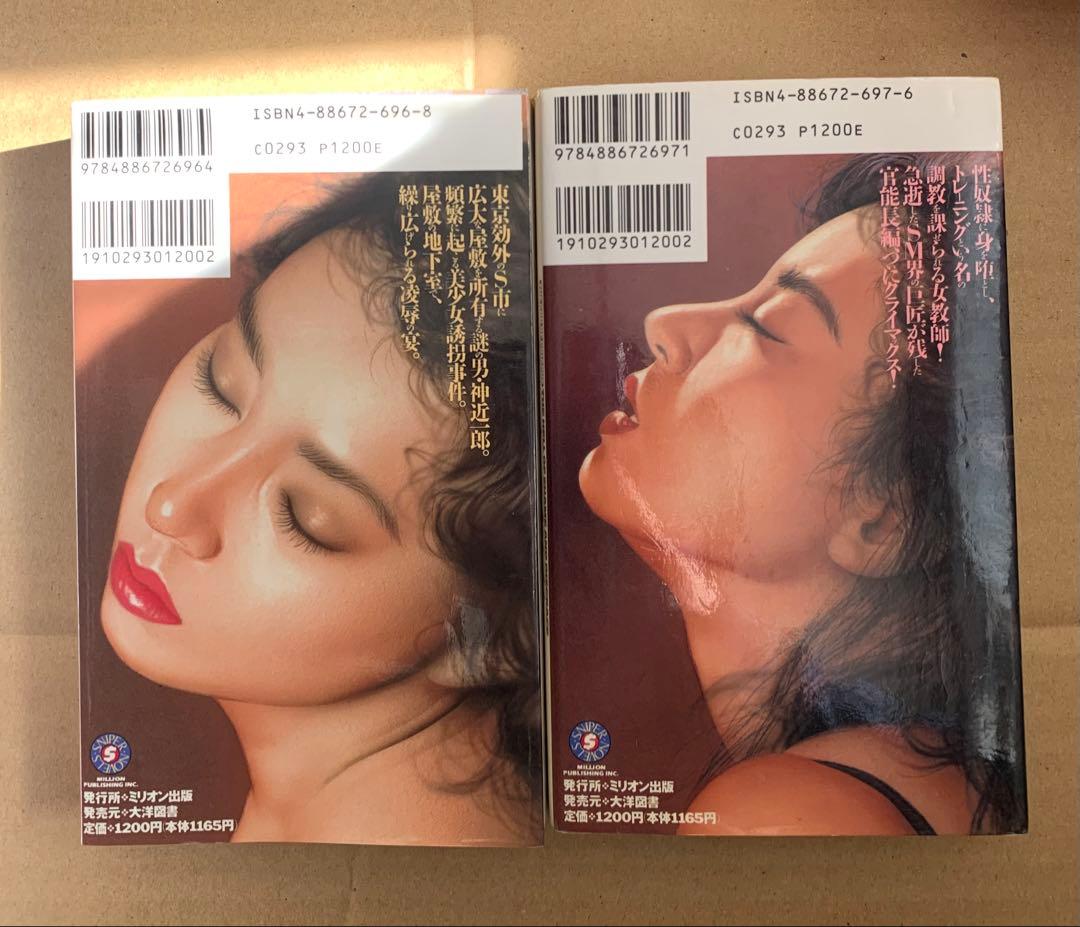 ISBN4-88672-696-8
C0293 P1200E
9784886726964
1910293012002
東京効外のS市に
広大な屋敷を所有する謎の男・神近一郎。
頻繁に起こる美少女誘拐事件。
屋敷の地下室で、
繰り広げられる凌辱の宴。
SNIPER NOVELS
S
MILLION
PUBLISHING INC.
発行所÷ミリオン出版
発売元÷大洋図書
定価÷1200円(本体1165円)
ISBN4-88672-697-6
C0293 P1200E
9784886726971
1910293012002
性奴隷に身を堕とし、
トレーニングという名の
調教を課せられる女教師!
急逝したSM界の巨匠が残した
官能長編づいにクライマクス!
SNIPER NOVELS
S
MILLION
PUBLISHING INC.
発行所÷ミリオン出版
発売元÷大洋図書
定価÷1200円(本体1165円)